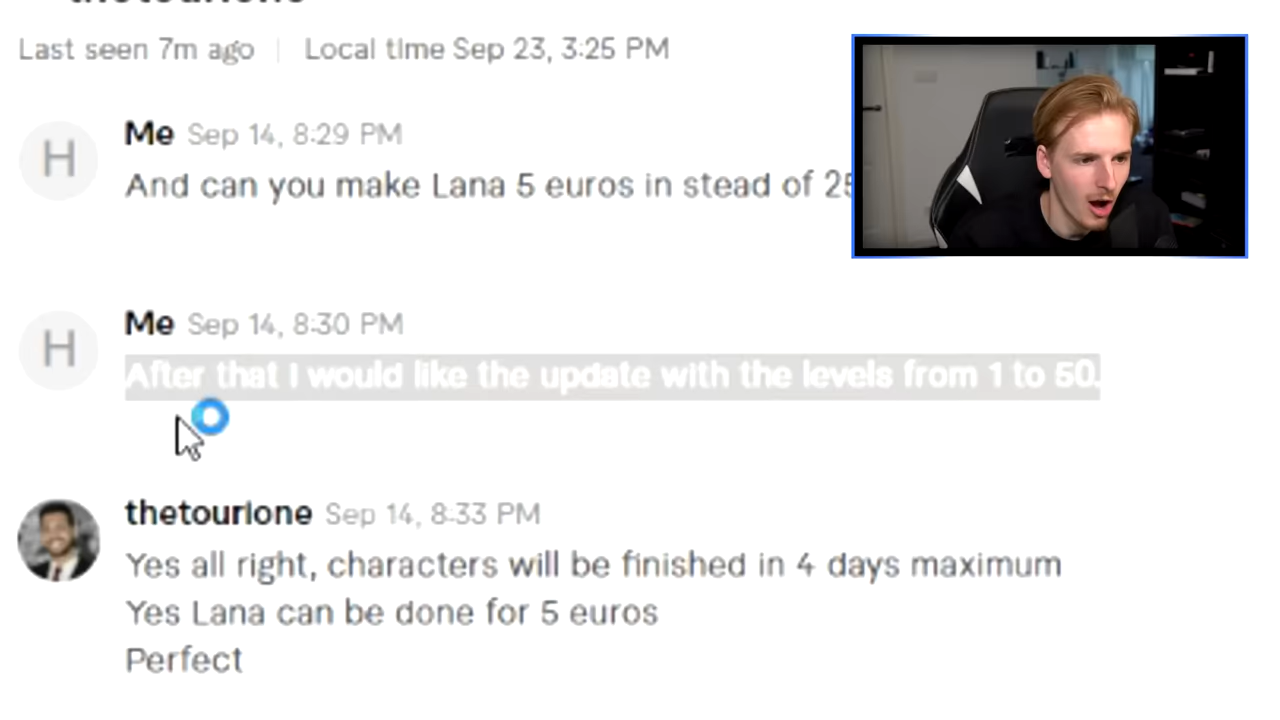 thetourione
Last seen 7m ago | Local time Sep 23, 3:25 PM
H
Me Sep 14, 8:29 PM
And can you make Lana 5 euros in stead of
H
Me Sep 14, 8:30 PM
After that I would like the update with the levels from 1 to 50.
thetourione Sep 14, 8:33 PM
Yes all right, characters will be finished in 4 days maximum
Yes Lana can be done for 5 euros
Perfect